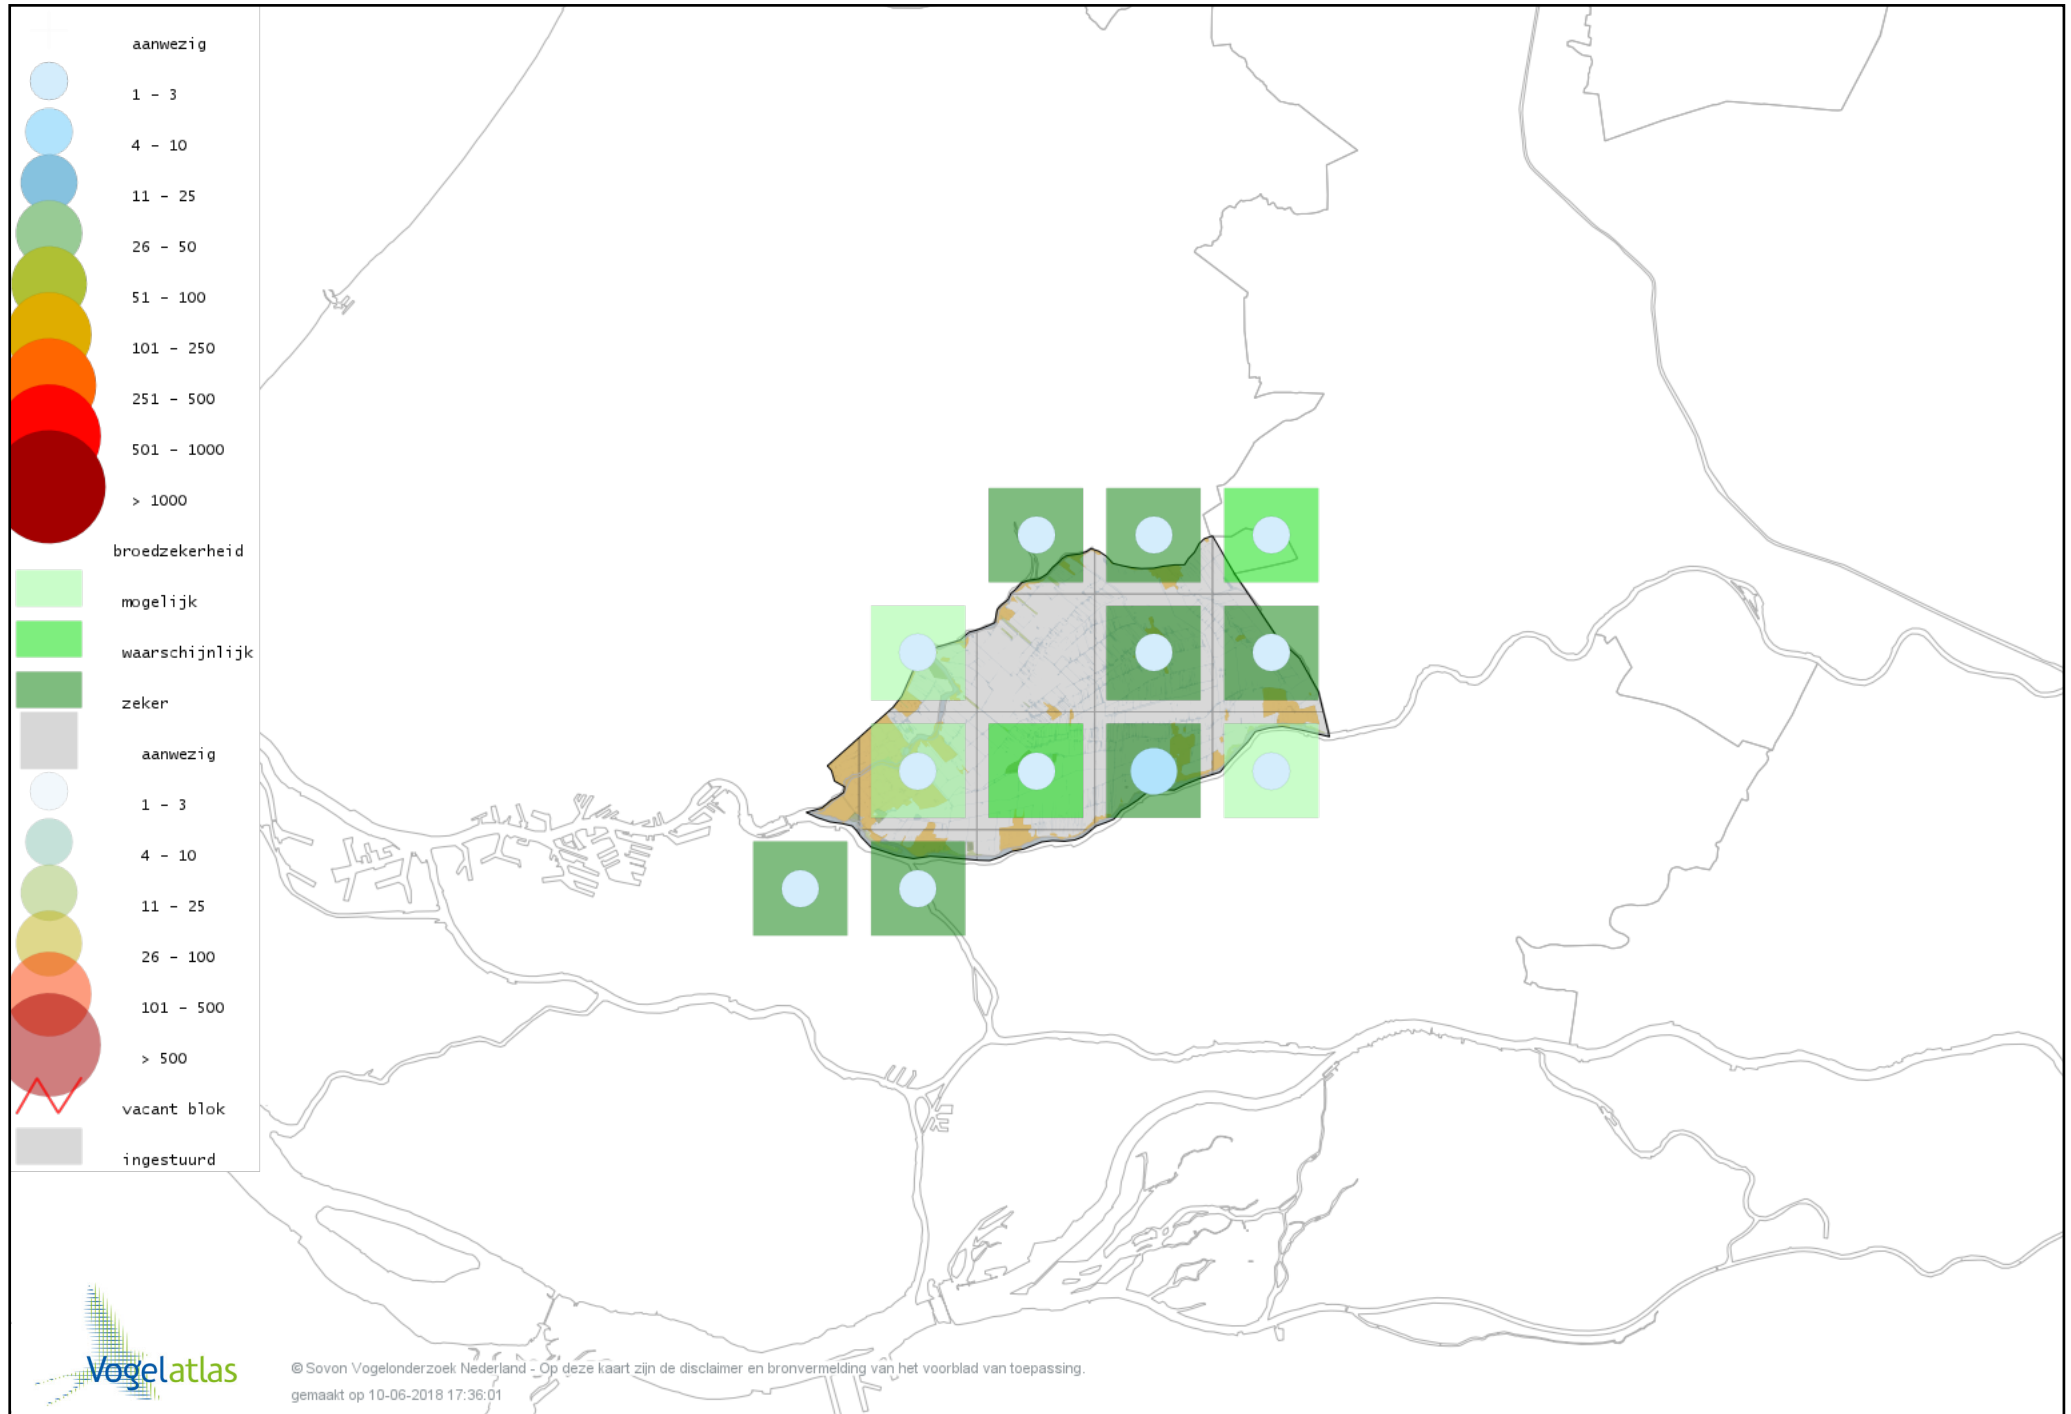 aanwezig
1 - 3
4 - 10
11 - 25
26 - 50
51 - 100
101 - 250
251 - 500
501 - 1000
> 1000
broedzekerheid
mogelijk
waarschijnlijk
zeker
aanwezig
1 - 3
4 - 10
11 - 25
26 - 100
101 - 500
> 500
vacant blok
ingestuurd
Vogelatlas
© Sovon Vogelonderzoek Nederland - Op deze kaart zijn de disclaimer en bronvermelding van het voorblad van toepassing.
gemaakt op 10-06-2018 17:36:01